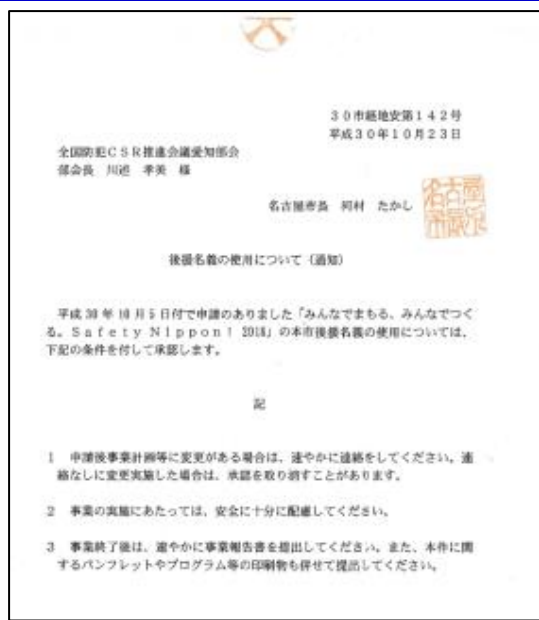 30市経地安第142号
平成30年10月23日
全国防犯CSR推進会議愛知部会
部会長 川述 孝美 様
名古屋市長 河村 たかし
名古屋市長
後援名義の使用について(通知)
平成30年10月5日付で申請のありました「みんなでまもる、みんなでつく
る。Safety Nippon! 2018」の本市後援名義の使用については、
下記の条件を付して承認します。
記
1 申請後事業計画等に変更がある場合は、速やかに連絡をしてください。連
絡なしに変更実施した場合は、承認を取り消すことがあります。
2 事業の実施にあたっては、安全に十分に配慮してください。
3 事業終了後は、速やかに事業報告書を提出してください。また、本件に関
するパンフレットやプログラム等の印刷物も併せて提出してください。